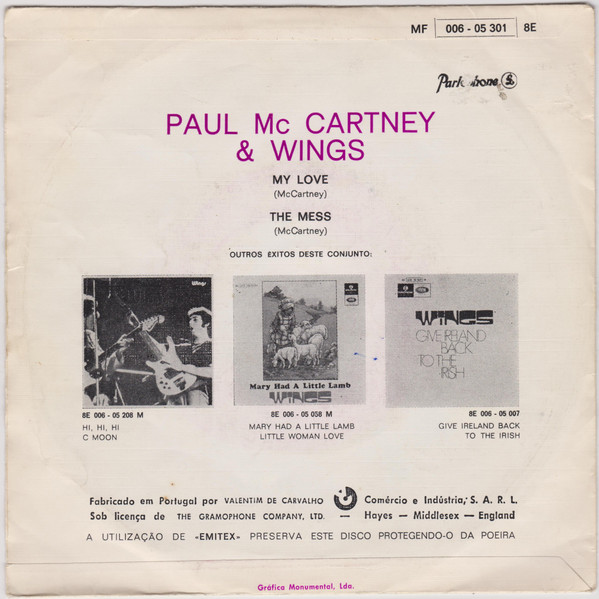 MF 006 - 05 301 8E
Parlophone
PAUL Mc CARTNEY
& WINGS
MY LOVE
(McCartney)
THE MESS
(McCartney)
OUTROS EXITOS DESTE CONJUNTO:
Wings
Mary Had A Little Lamb
WINGS
WINGS
GIVE IRELAND
BACK
TO THE
IRISH
8E 006 - 05 208 M
HI, HI, HI
C MOON
8E 006 - 05 058 M
MARY HAD A LITTLE LAMB
LITTLE WOMAN LOVE
8E 006 - 05 007
GIVE IRELAND BACK
TO THE IRISH
Fabricado em Portugal por VALENTIM DE CARVALHO Comércio e Indústria, S. A. R. L.
Sob licença de THE GRAMOPHONE COMPANY, LTD. — Hayes — Middlesex — England
A UTILIZAÇÃO DE «EMITEX» PRESERVA ESTE DISCO PROTEGENDO-O DA POEIRA
Gráfica Monumental, Lda.